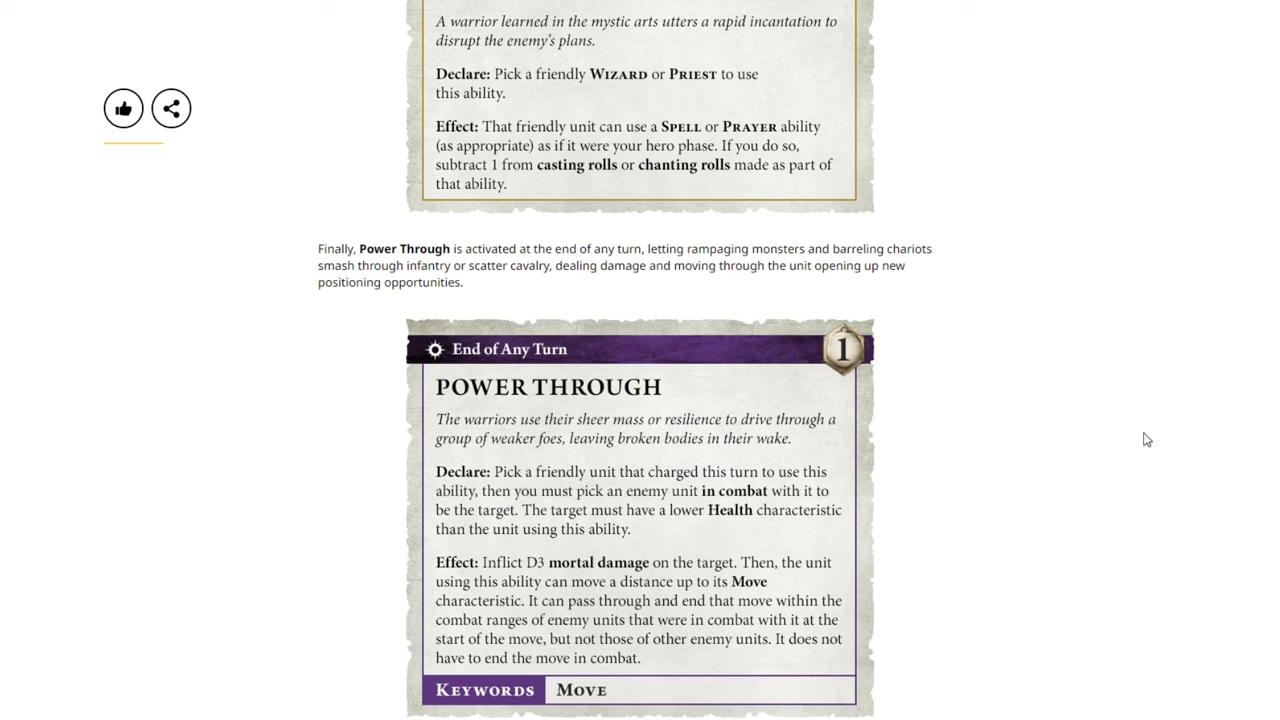 A warrior learned in the mystic arts utters a rapid incantation to
disrupt the enemy's plans.
Declare: Pick a friendly WIZARD or PRIEST to use
this ability.
Effect: That friendly unit can use a SPELL or PRAYER ability
(as appropriate) as if it were your hero phase. If you do so,
subtract 1 from casting rolls or chanting rolls made as part of
that ability.
Finally, Power Through is activated at the end of any turn, letting rampaging monsters and barreling chariots
smash through infantry or scatter cavalry, dealing damage and moving through the unit opening up new
positioning opportunities.
End of Any Turn
1
POWER THROUGH
The warriors use their sheer mass or resilience to drive through a
group of weaker foes, leaving broken bodies in their wake.
Declare: Pick a friendly unit that charged this turn to use this
ability, then you must pick an enemy unit in combat with it to
be the target. The target must have a lower Health characteristic
than the unit using this ability.
Effect: Inflict D3 mortal damage on the target. Then, the unit
using this ability can move a distance up to its Move
characteristic. It can pass through and end that move within the
combat ranges of enemy units that were in combat with it at the
start of the move, but not those of other enemy units. It does not
have to end the move in combat.
KEYWORDS MOVE